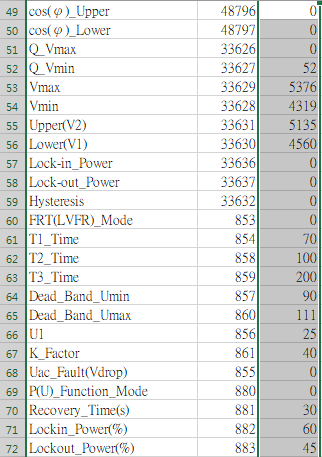 49 cos(φ)_Upper 48796 0
50 cos(φ)_Lower 48797 0
51 Q_Vmax 33626 0
52 Q_Vmin 33627 52
53 Vmax 33629 5376
54 Vmin 33628 4319
55 Upper(V2) 33631 5135
56 Lower(V1) 33630 4560
57 Lock-in_Power 33636 0
58 Lock-out_Power 33637 0
59 Hysteresis 33632 0
60 FRT(LVFR)_Mode 853 0
61 T1_Time 854 70
62 T2_Time 858 100
63 T3_Time 859 200
64 Dead_Band_Umin 857 90
65 Dead_Band_Umax 860 111
66 U1 856 25
67 K_Factor 861 40
68 Uac_Fault(Vdrop) 855 0
69 P(U)_Function_Mode 880 0
70 Recovery_Time(s) 881 30
71 Lockin_Power(%) 882 60
72 Lockout_Power(%) 883 45